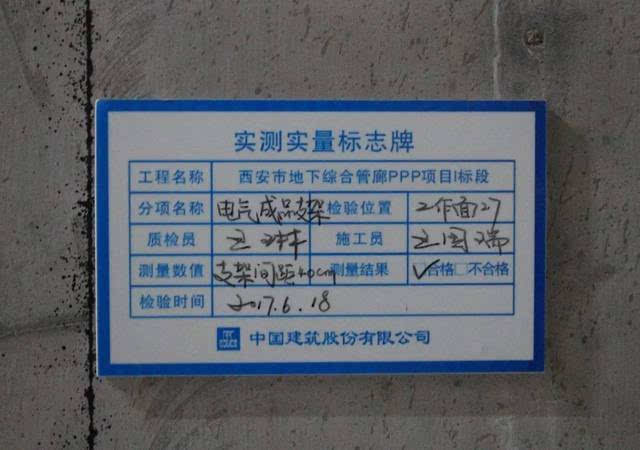 实测实量标志牌
工程名称 西安市地下综合管廊PPP项目I标段
分项名称 电气成品支架 检验位置 工作面27
质检员 王琳 施工员 王国瑞
测量数值 支架间距40cm 测量结果 ✓合格□不合格
检验时间 2017.6.18
中国建筑股份有限公司